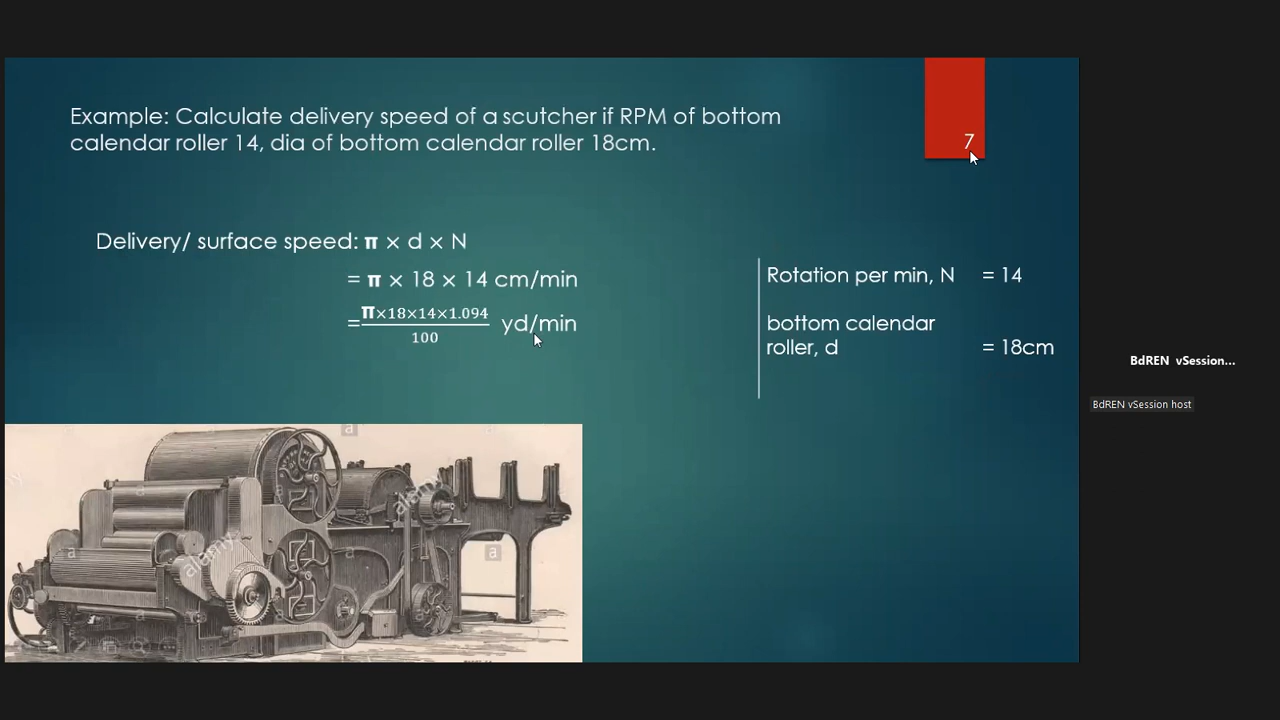 Example: Calculate delivery speed of a scutcher if RPM of bottom
calendar roller 14, dia of bottom calendar roller 18cm.
7
Delivery/ surface speed: π × d × N
= π × 18 × 14 cm/min
=π×18×14×1.094/100 yd/min
Rotation per min, N = 14
bottom calendar
roller, d = 18cm
BdREN vSession...
BdREN vSession host
a
alamy
a
alamy
a
a
a
a